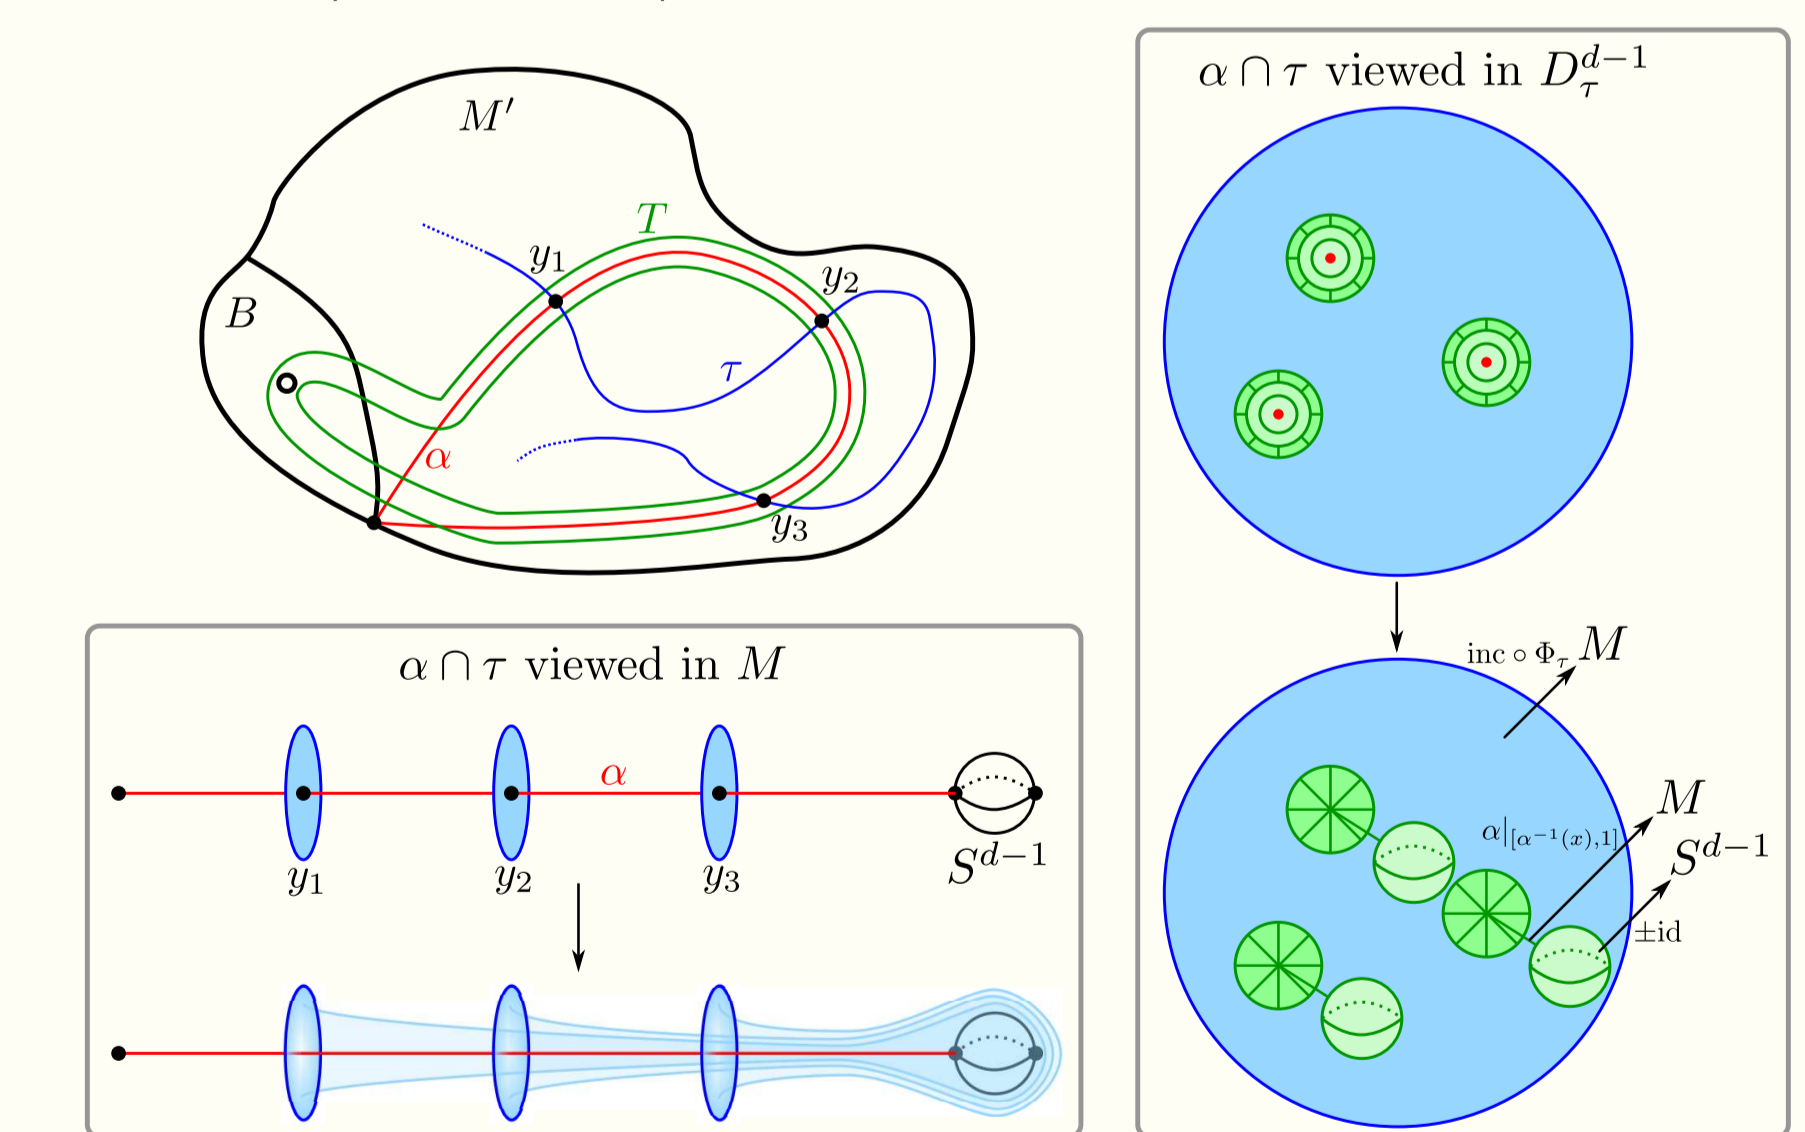 M′
T
y₁
y₂
B
τ
α
y₃
α ∩ τ viewed in M
α
y₁
y₂
y₃
S^{d−1}
α ∩ τ viewed in D_τ^{d−1}
inc ∘ Φ_τ M
M
α|_{[α^{−1}(x),1]}
S^{d−1}
±id